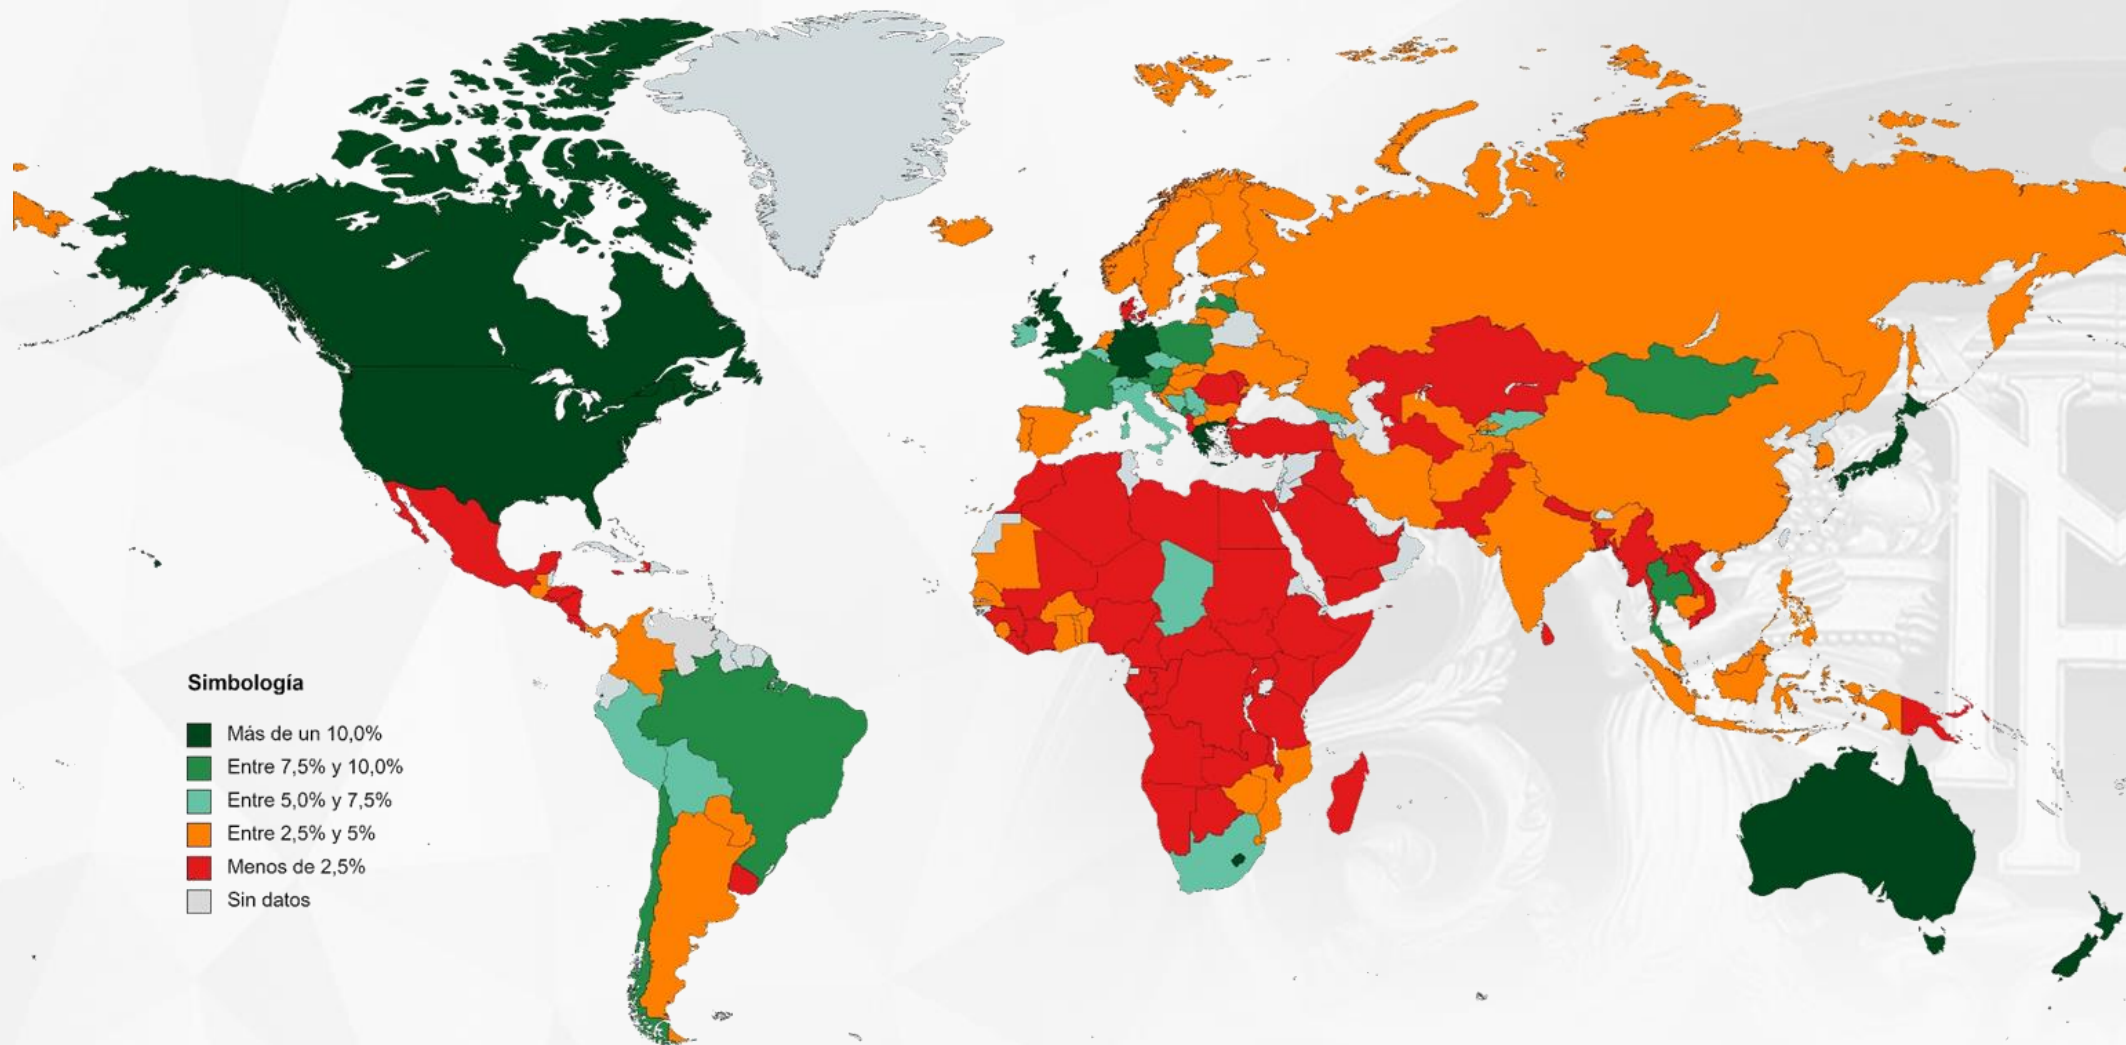 Simbología
Más de un 10,0%
Entre 7,5% y 10,0%
Entre 5,0% y 7,5%
Entre 2,5% y 5%
Menos de 2,5%
Sin datos